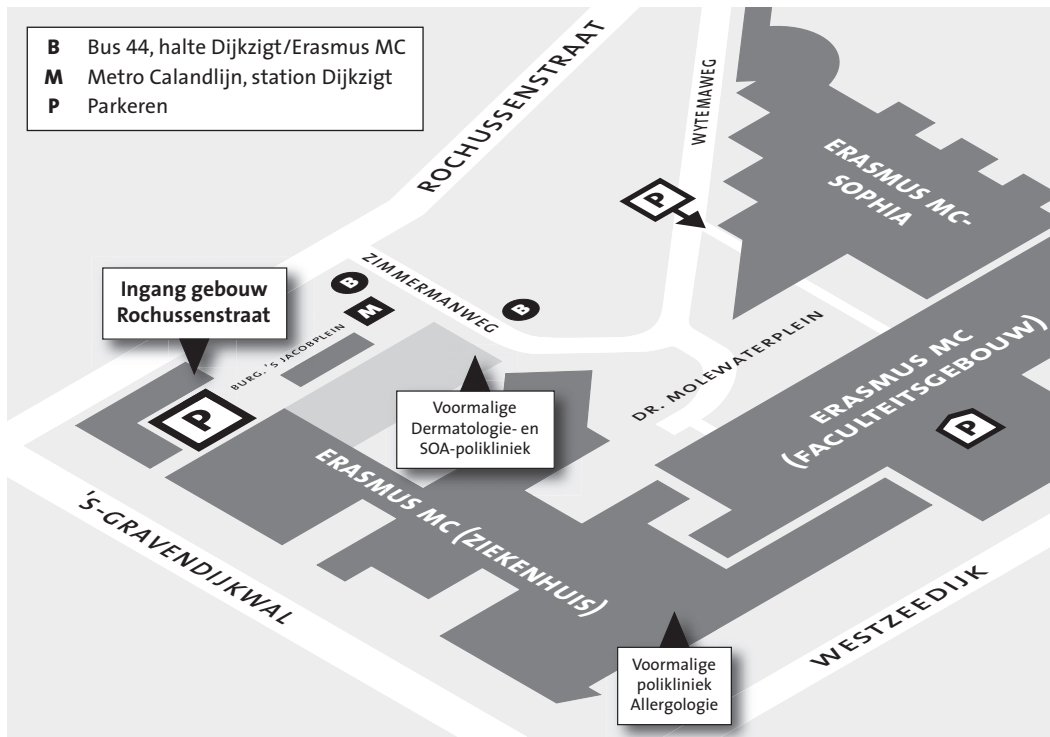 B Bus 44, halte Dijkzigt/Erasmus MC
M Metro Calandlijn, station Dijkzigt
P Parkeren
ROCHUSSENSTRAAT
WYTEMAWEG
ERASMUS MC-
SOPHIA
P
ZIMMERMANWEG
B
B
M
Ingang gebouw
Rochussenstraat
BURG. 'S JACOBPLEIN
P
DR. MOLEWATERPLEIN
ERASMUS MC
(FACULTEITSGEBOUW)
P
Voormalige
Dermatologie- en
SOA-polikliniek
ERASMUS MC (ZIEKENHUIS)
'S-GRAVENDIJKWAL
WESTZEEDIJK
Voormalige
polikliniek
Allergologie